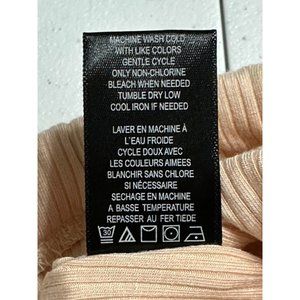 MACHINE WASH COLD
WITH LIKE COLORS
GENTLE CYCLE
ONLY NON-CHLORINE
BLEACH WHEN NEEDED
TUMBLE DRY LOW
COOL IRON IF NEEDED
LAVER EN MACHINE À
L'EAU FROIDE
CYCLE DOUX AVEC
LES COULEURS AIMEES
BLANCHIR SANS CHLORE
SI NÉCESSAIRE
SECHAGE EN MACHINE
A BASSE TEMPERATURE
REPASSER AU FER TIEDE
30